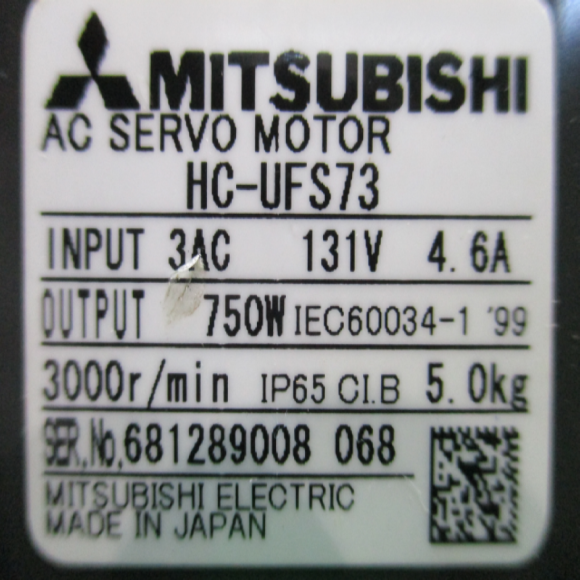 MITSUBISHI
AC SERVO MOTOR
HC-UFS73
INPUT 3AC 131V 4.6A
OUTPUT 750W IEC60034-1 '99
3000r/min IP65 CI.B 5.0kg
SER.No.681289008 068
MITSUBISHI ELECTRIC
MADE IN JAPAN